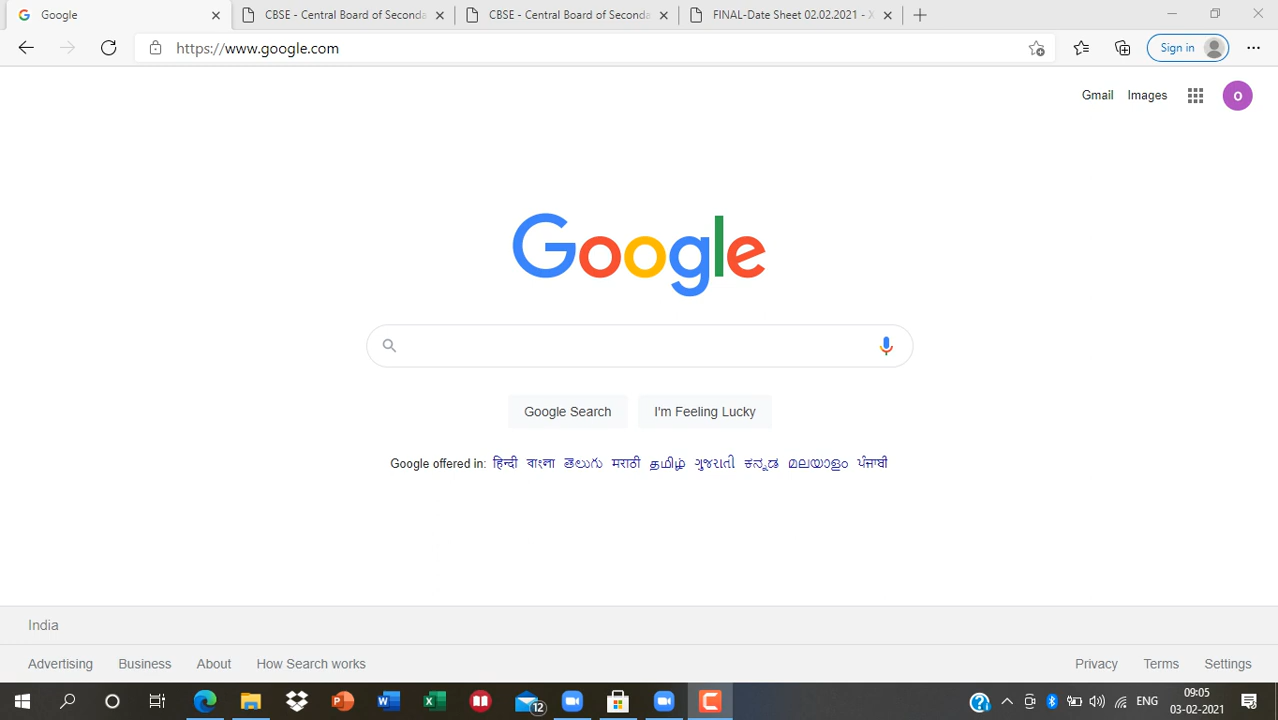 Google
CBSE - Central Board of Seconda
CBSE - Central Board of Seconda
FINAL-Date Sheet 02.02.2021 - X
https://www.google.com
Sign in
Gmail Images
o
Google
Google Search I'm Feeling Lucky
Google offered in: हिन्दी বাংলা తెలుగు मराठी தமிழ் ગુજરાતી ಕನ್ನಡ മലയാളം ਪੰਜਾਬੀ
India
Advertising Business About How Search works Privacy Terms Settings
12
ENG
09:05
03-02-2021